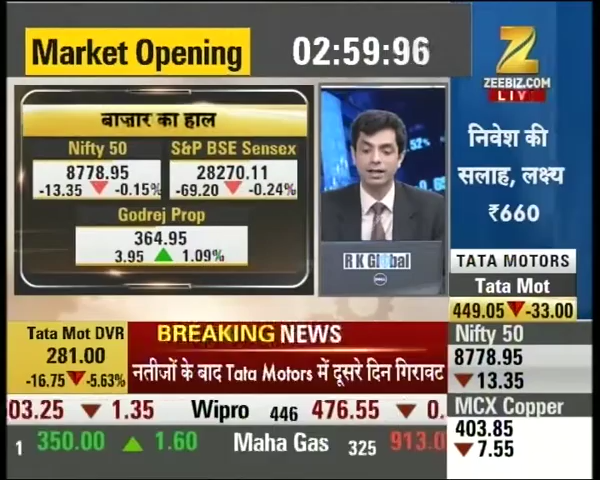 Market Opening
02:59:96
ZEEBIZ.COM
LIVE
बाज़ार का हाल
Nifty 50
8778.95
-13.35 -0.15%
S&P BSE Sensex
28270.11
-69.20 -0.24%
Godrej Prop
364.95
3.95 1.09%
.52%
R K Global
DELL
निवेश की
सलाह, लक्ष्य
₹660
TATA MOTORS
Tata Mot
449.05 -33.00
Tata Mot DVR
281.00
-16.75 -5.63%
BREAKING NEWS
नतीजों के बाद Tata Motors में दूसरे दिन गिरावट
Nifty 50
8778.95
13.35
MCX Copper
403.85
7.55
03.25 1.35 Wipro 446 476.55 0.
1 350.00 1.60 Maha Gas 325 913.0